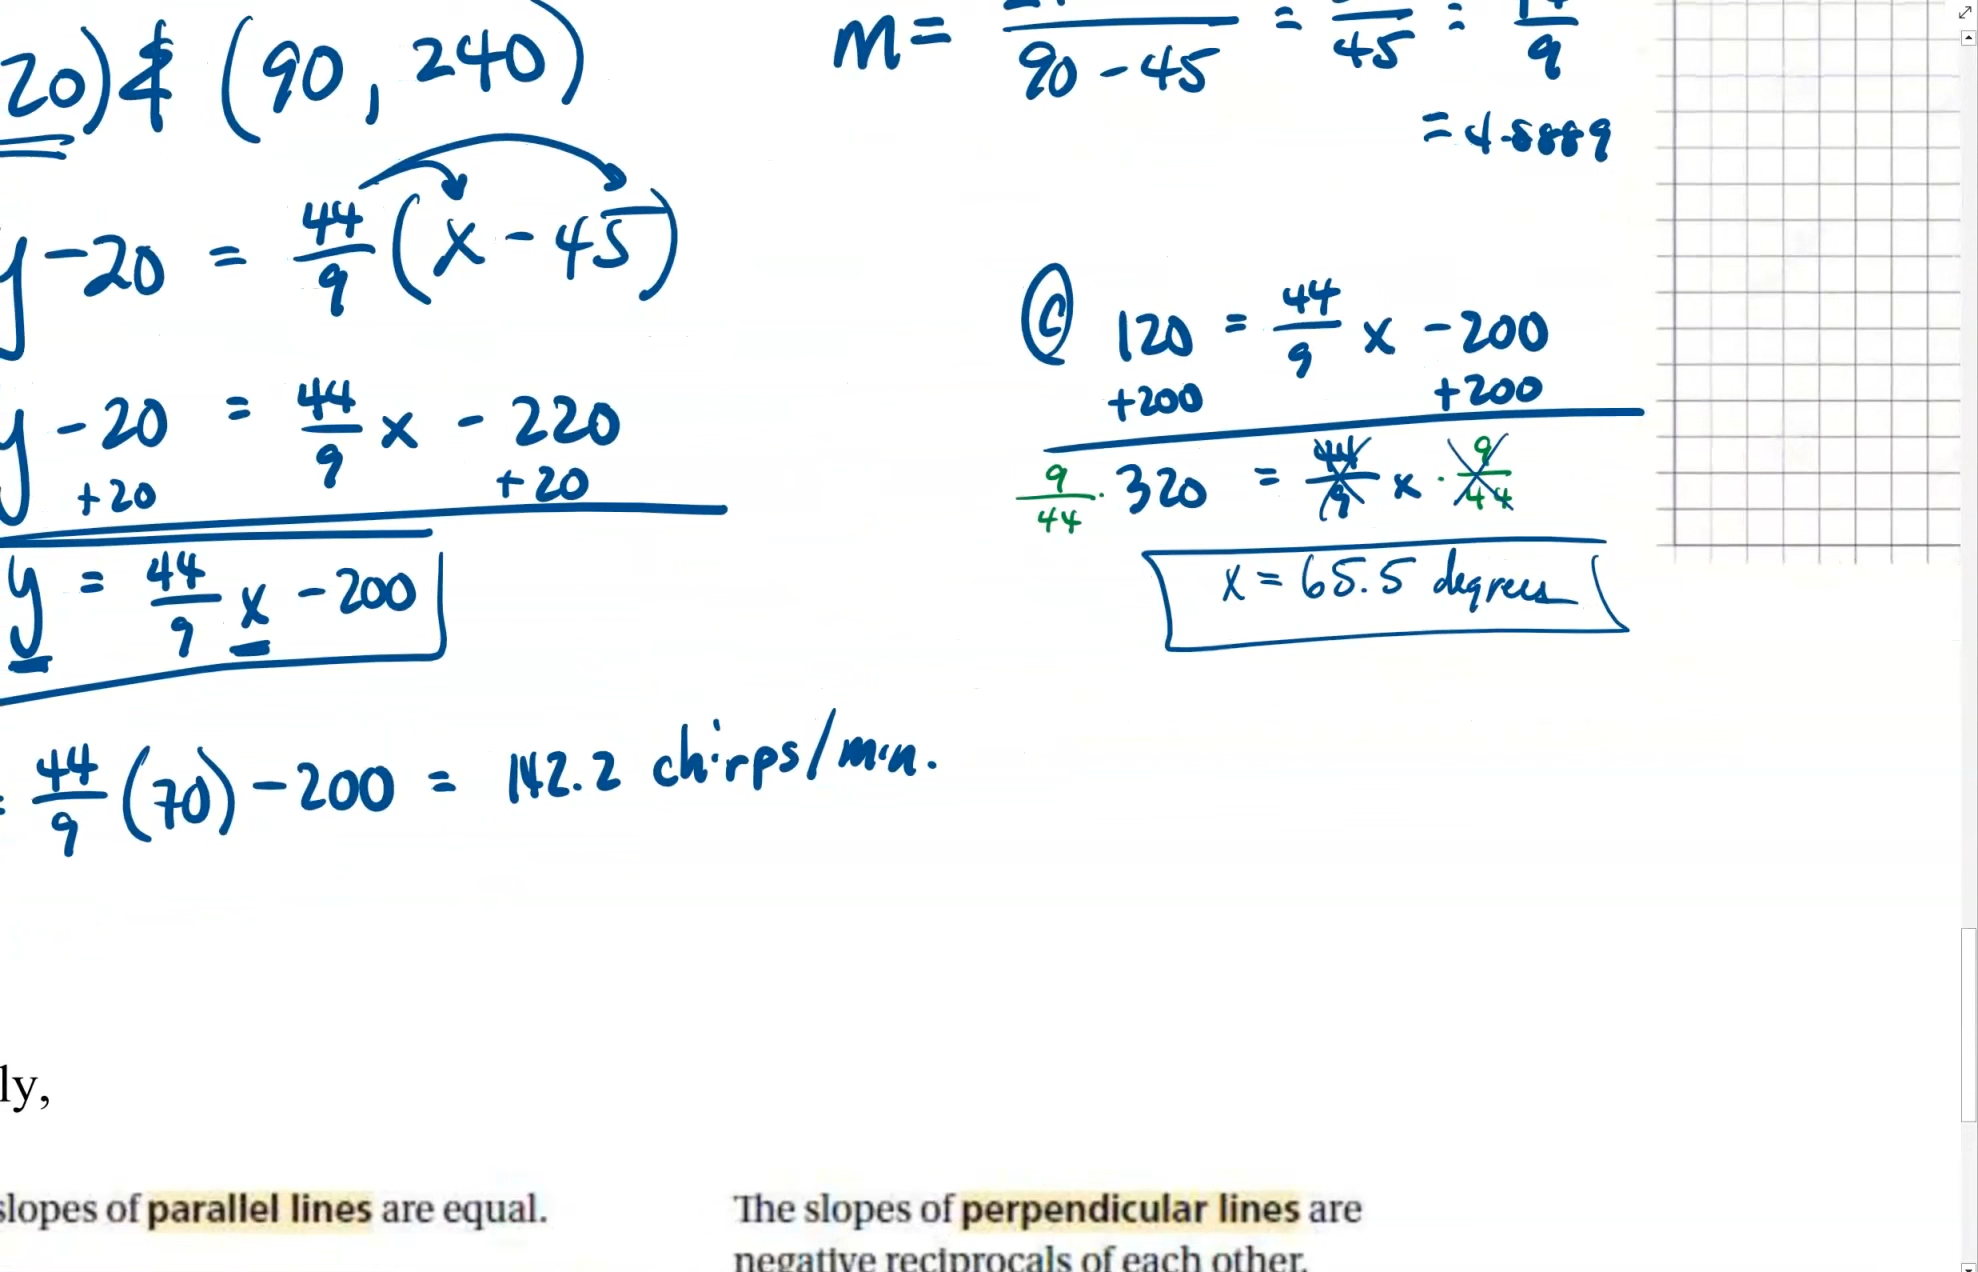 20) & (90, 240)
m = 90 - 45 = 45 = 9
= 4.8889
y - 20 = 44/9 (x - 45)
y - 20 = 44/9 x - 220
+20 +20
y = 44/9 x - 200
= 44/9 (70) - 200 = 142.2 chirps/min.
(c) 120 = 44/9 x - 200
+200 +200
9/44 · 320 = 44/9 x · 9/44
x = 65.5 degrees
ly,
slopes of parallel lines are equal.
The slopes of perpendicular lines are
negative reciprocals of each other.